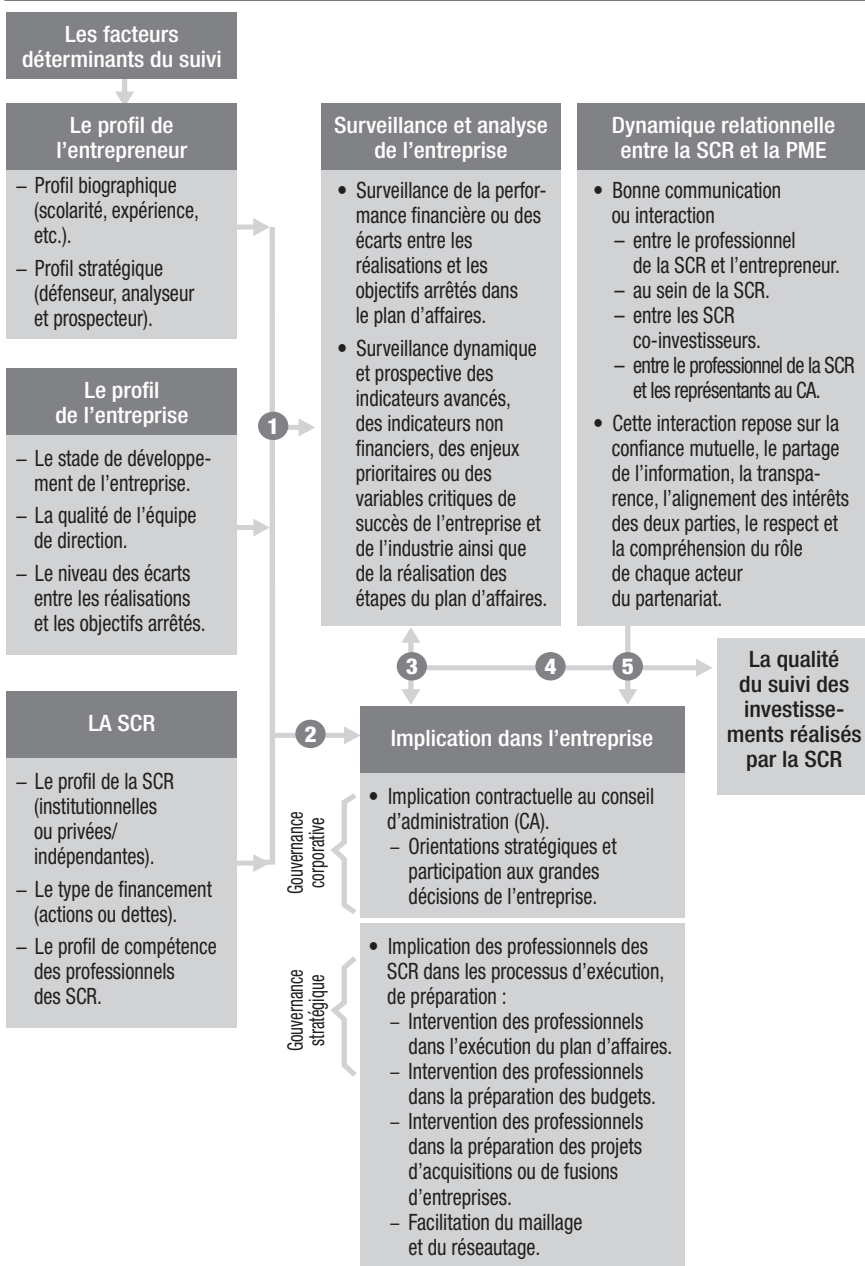 Les facteurs
déterminants du suivi
Le profil de
l'entrepreneur
– Profil biographique
(scolarité, expérience,
etc.).
– Profil stratégique
(défenseur, analyseur
et prospecteur).
Le profil
de l'entreprise
– Le stade de développe-
ment de l'entreprise.
– La qualité de l'équipe
de direction.
– Le niveau des écarts
entre les réalisations
et les objectifs arrêtés.
LA SCR
– Le profil de la SCR
(institutionnelles
ou privées/
indépendantes).
– Le type de financement
(actions ou dettes).
– Le profil de compétence
des professionnels
des SCR.
1
2
Surveillance et analyse
de l'entreprise
• Surveillance de la perfor-
mance financière ou des
écarts entre les
réalisations et les
objectifs arrêtés dans
le plan d'affaires.
• Surveillance dynamique
et prospective des
indicateurs avancés,
des indicateurs non
financiers, des enjeux
prioritaires ou des
variables critiques de
succès de l'entreprise et
de l'industrie ainsi que
de la réalisation des
étapes du plan d'affaires.
Dynamique relationnelle
entre la SCR et la PME
• Bonne communication
ou interaction
– entre le professionnel
de la SCR et l'entrepreneur.
– au sein de la SCR.
– entre les SCR
co-investisseurs.
– entre le professionnel de la SCR
et les représentants au CA.
• Cette interaction repose sur la
confiance mutuelle, le partage
de l'information, la transpa-
rence, l'alignement des intérêts
des deux parties, le respect et
la compréhension du rôle
de chaque acteur
du partenariat.
3
4
5
La qualité
du suivi des
investisse-
ments réalisés
par la SCR
Implication dans l'entreprise
Gouvernance
corporative
• Implication contractuelle au conseil
d'administration (CA).
– Orientations stratégiques et
participation aux grandes
décisions de l'entreprise.
Gouvernance
stratégique
• Implication des professionnels des
SCR dans les processus d'exécution,
de préparation :
– Intervention des professionnels
dans l'exécution du plan d'affaires.
– Intervention des professionnels
dans la préparation des budgets.
– Intervention des professionnels
dans la préparation des projets
d'acquisitions ou de fusions
d'entreprises.
– Facilitation du maillage
et du réseautage.